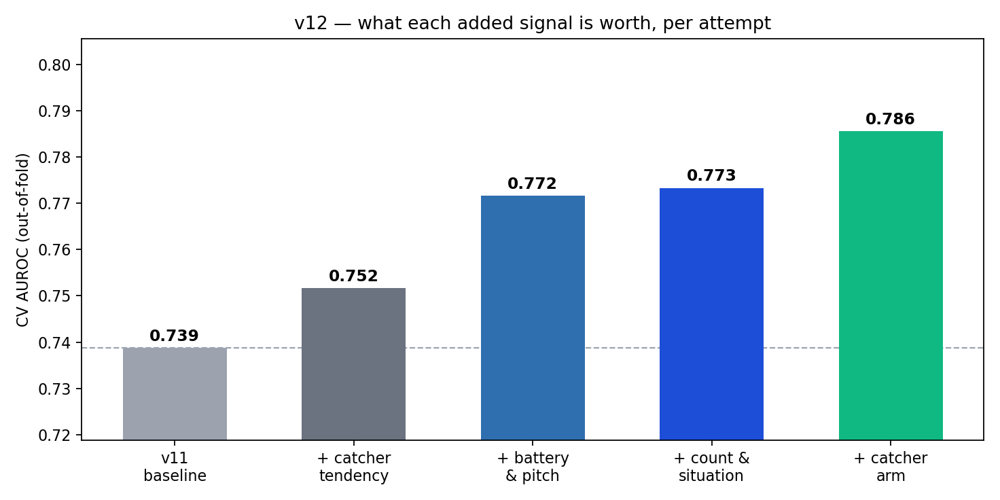 v12 — what each added signal is worth, per attempt
CV AUROC (out-of-fold)
0.80
0.79
0.78
0.77
0.76
0.75
0.74
0.73
0.72
0.739
0.752
0.772
0.773
0.786
v11
baseline
+ catcher
tendency
+ battery
& pitch
+ count &
situation
+ catcher
arm